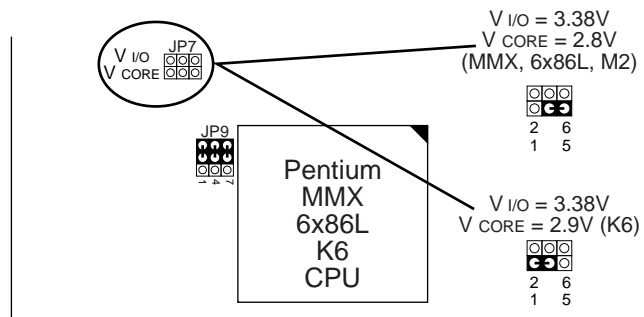 V I/O
JP7
V CORE
V I/O = 3.38V
V CORE = 2.8V
(MMX, 6x86L, M2)
2 6
1 5
JP9
1 4 7
Pentium
MMX
6x86L
K6
CPU
V I/O = 3.38V
V CORE = 2.9V (K6)
2 6
1 5